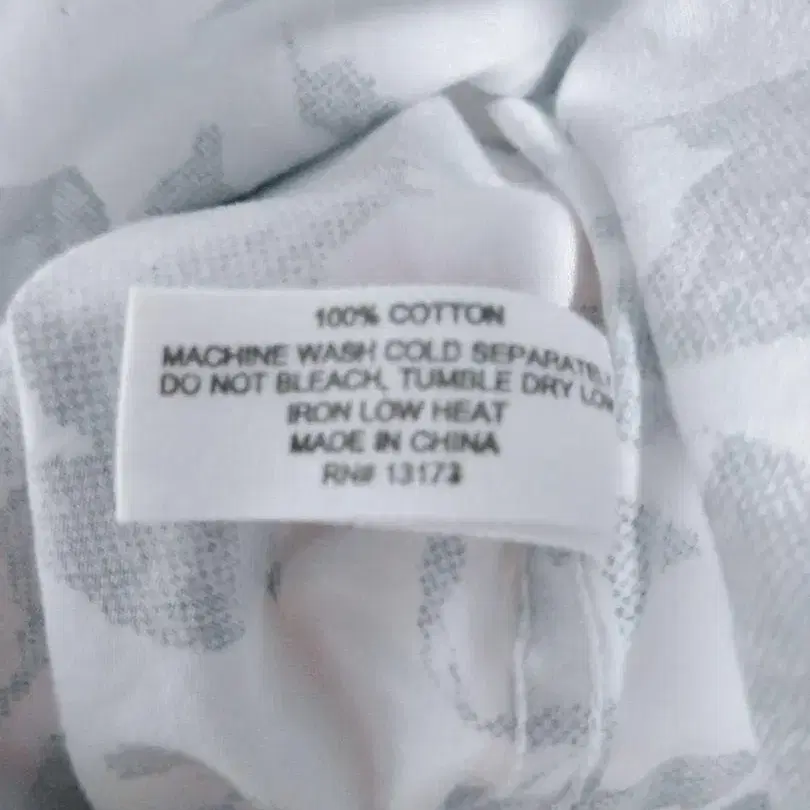 100% COTTON
MACHINE WASH COLD SEPARATELY
DO NOT BLEACH, TUMBLE DRY LOW
IRON LOW HEAT
MADE IN CHINA
RN# 13173